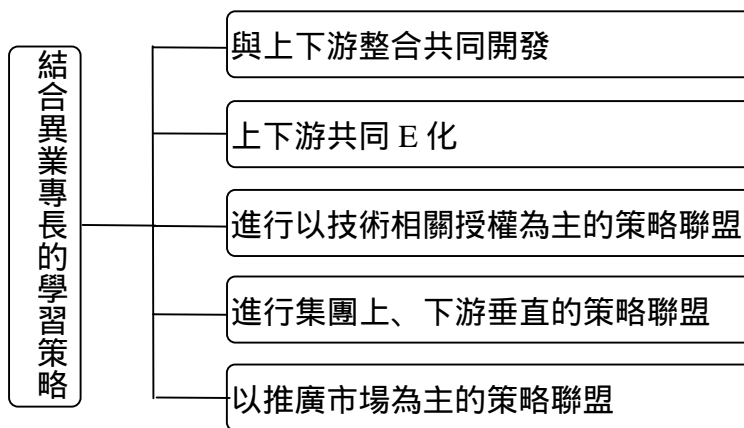 結合異業專長的學習策略
與上下游整合共同開發
上下游共同 E 化
進行以技術相關授權為主的策略聯盟
進行集團上、下游垂直的策略聯盟
以推廣市場為主的策略聯盟